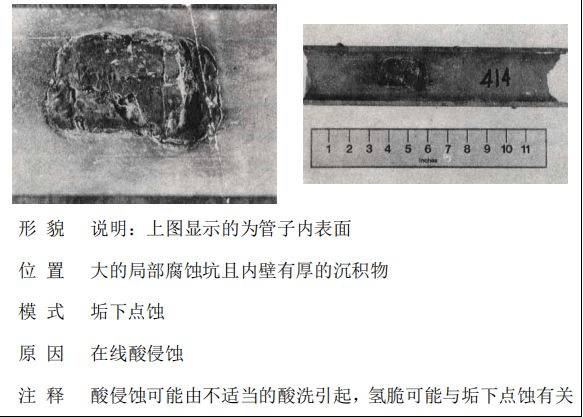 414
1 2 3 4 5 6 7 8 9 10 11
Inches
形 貌 说明：上图显示的为管子内表面
位 置 大的局部腐蚀坑且内壁有厚的沉积物
模 式 垢下点蚀
原 因 在线酸侵蚀
注 释 酸侵蚀可能由不适当的酸洗引起，氢脆可能与垢下点蚀有关